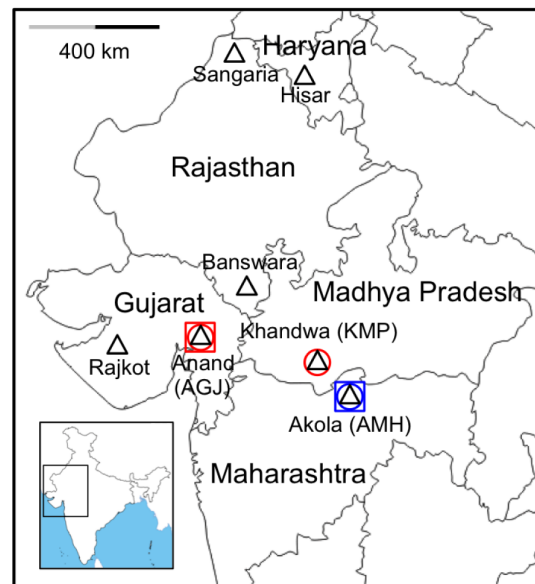 400 km
Haryana
Sangaria
Hisar
Rajasthan
Banswara
Gujarat
Madhya Pradesh
Khandwa (KMP)
Rajkot
Anand
(AGJ)
Akola (AMH)
Maharashtra